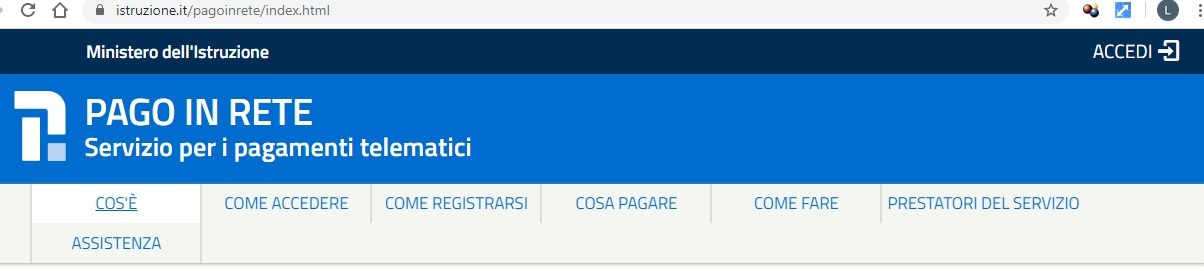 istruzione.it/pagoinrete/index.html
L
Ministero dell'Istruzione
ACCEDI
PAGO IN RETE
Servizio per i pagamenti telematici
COS'È
COME ACCEDERE
COME REGISTRARSI
COSA PAGARE
COME FARE
PRESTATORI DEL SERVIZIO
ASSISTENZA